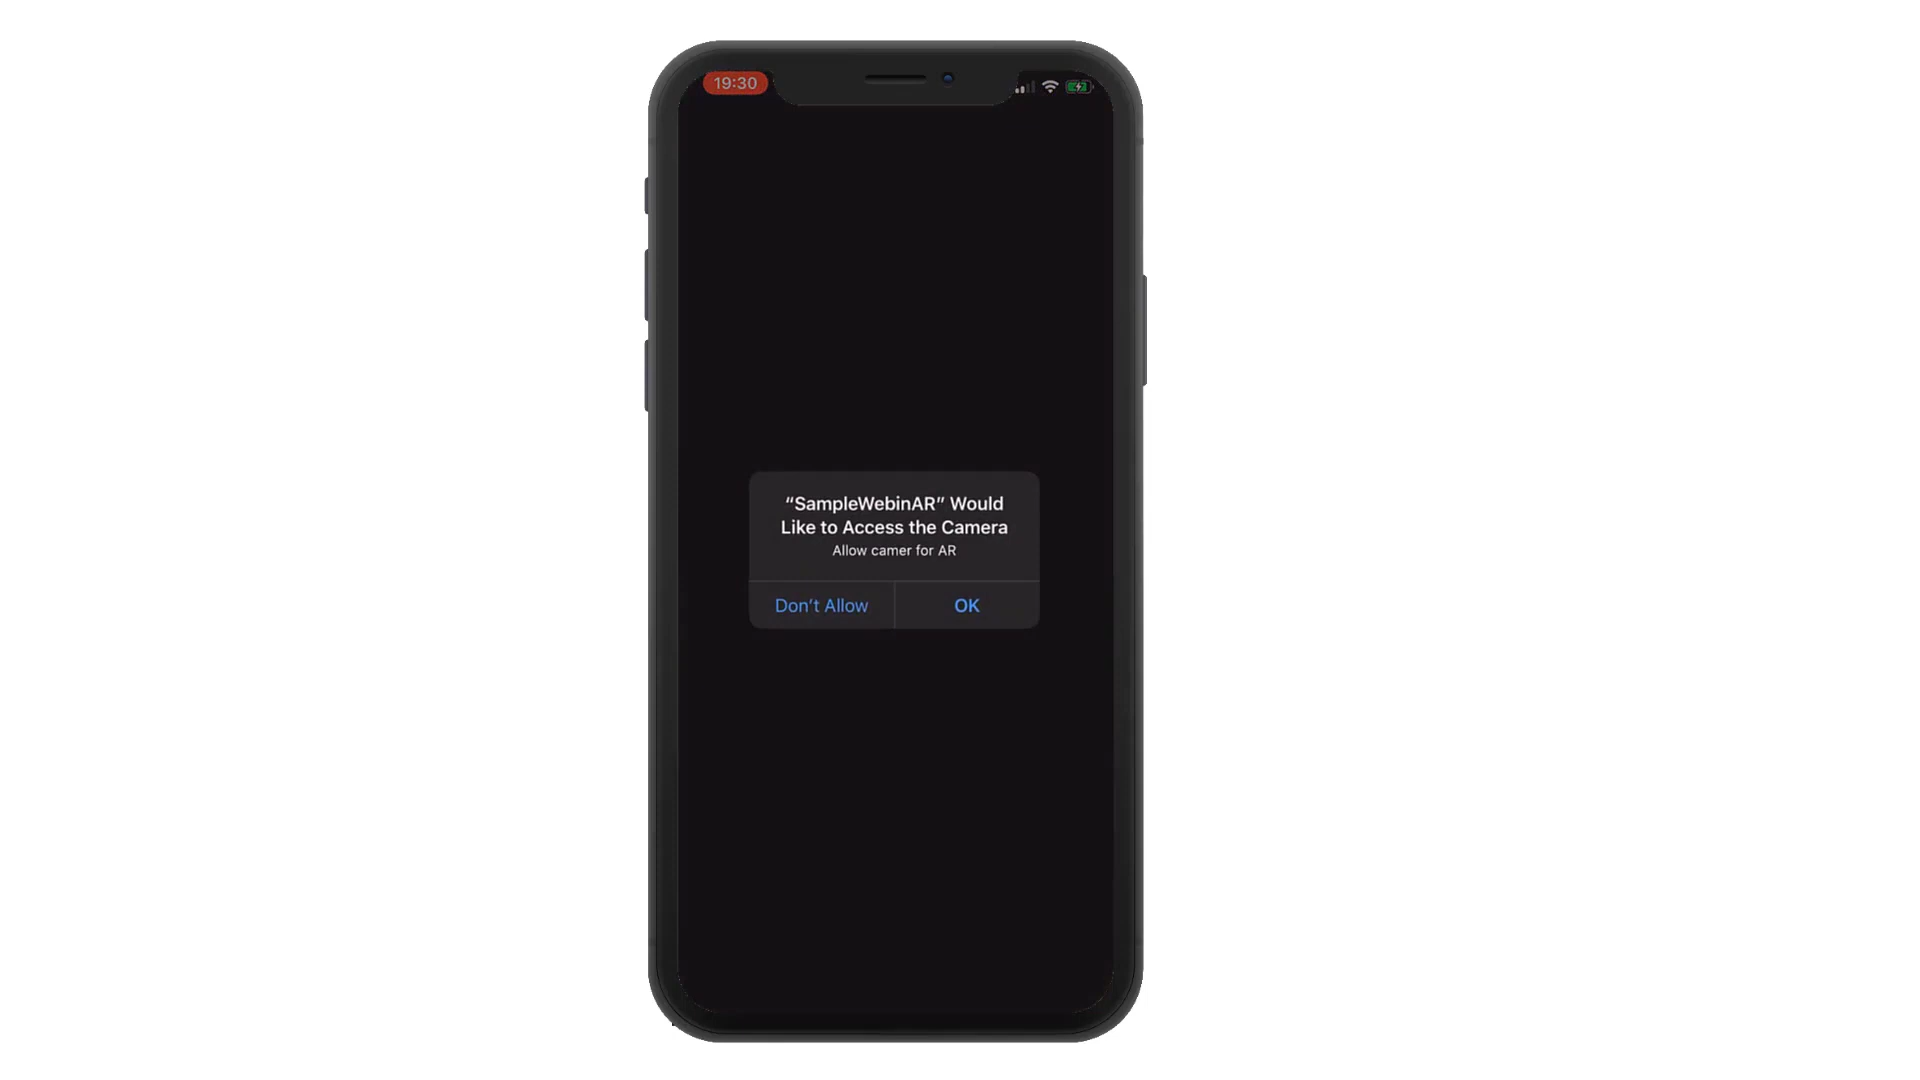 19:30
“SampleWebinAR” Would
Like to Access the Camera
Allow camer for AR
Don’t Allow
OK